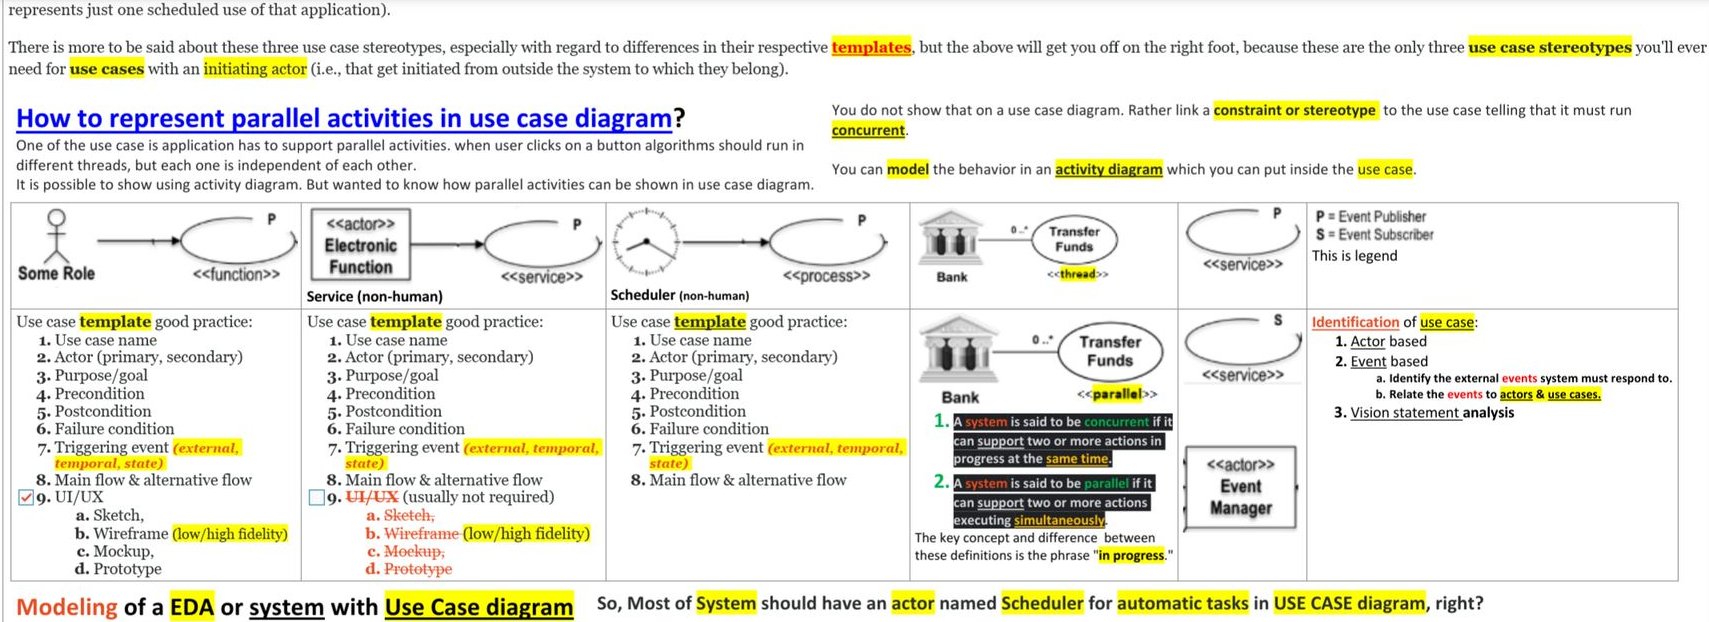 represents just one scheduled use of that application).
There is more to be said about these three use case stereotypes, especially with regard to differences in their respective templates, but the above will get you off on the right foot, because these are the only three use case stereotypes you'll ever
need for use cases with an initiating actor (i.e., that get initiated from outside the system to which they belong).
How to represent parallel activities in use case diagram?
One of the use case is application has to support parallel activities. when user clicks on a button algorithms should run in
different threads, but each one is independent of each other.
It is possible to show using activity diagram. But wanted to know how parallel activities can be shown in use case diagram.
You do not show that on a use case diagram. Rather link a constraint or stereotype to the use case telling that it must run
concurrent.
You can model the behavior in an activity diagram which you can put inside the use case.
P
Some Role
<<function>>
<<actor>>
Electronic
Function
P
<<service>>
Service (non-human)
P
<<process>>
Scheduler (non-human)
Bank
0..*
Transfer
Funds
<<thread>>
P
<<service>>
P = Event Publisher
S = Event Subscriber
This is legend
Use case template good practice:
1. Use case name
2. Actor (primary, secondary)
3. Purpose/goal
4. Precondition
5. Postcondition
6. Failure condition
7. Triggering event (external,
temporal, state)
8. Main flow & alternative flow
9. UI/UX
a. Sketch,
b. Wireframe (low/high fidelity)
c. Mockup,
d. Prototype
Use case template good practice:
1. Use case name
2. Actor (primary, secondary)
3. Purpose/goal
4. Precondition
5. Postcondition
6. Failure condition
7. Triggering event (external, temporal,
state)
8. Main flow & alternative flow
9. UI/UX (usually not required)
a. Sketch,
b. Wireframe (low/high fidelity)
c. Mockup,
d. Prototype
Use case template good practice:
1. Use case name
2. Actor (primary, secondary)
3. Purpose/goal
4. Precondition
5. Postcondition
6. Failure condition
7. Triggering event (external, temporal,
state)
8. Main flow & alternative flow
Bank
0..*
Transfer
Funds
<<parallel>>
1. A system is said to be concurrent if it
can support two or more actions in
progress at the same time.
2. A system is said to be parallel if it
can support two or more actions
executing simultaneously.
The key concept and difference between
these definitions is the phrase "in progress."
S
<<service>>
<<actor>>
Event
Manager
Identification of use case:
1. Actor based
2. Event based
a. Identify the external events system must respond to.
b. Relate the events to actors & use cases.
3. Vision statement analysis
Modeling of a EDA or system with Use Case diagram
So, Most of System should have an actor named Scheduler for automatic tasks in USE CASE diagram, right?